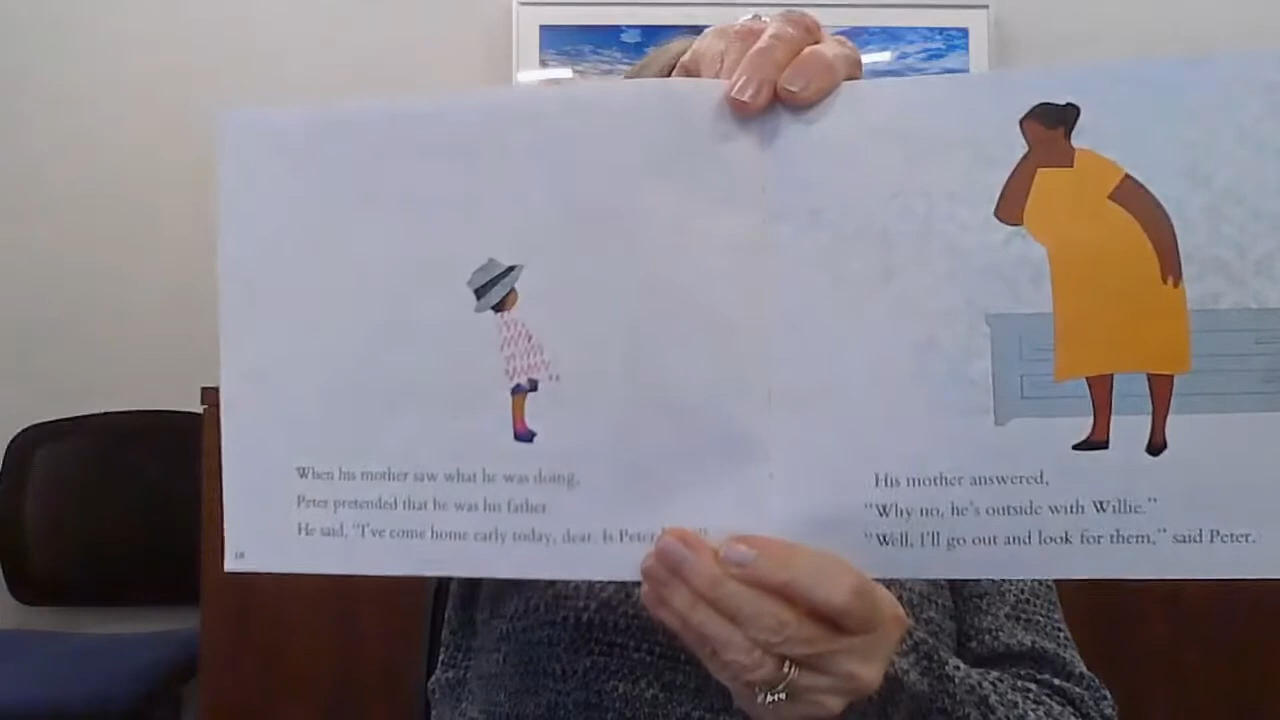 When his mother saw what he was doing,
Peter pretended that he was his father.
He said, "I've come home early today, dear. Is Peter
18
His mother answered,
"Why no, he's outside with Willie."
"Well, I'll go out and look for them," said Peter.